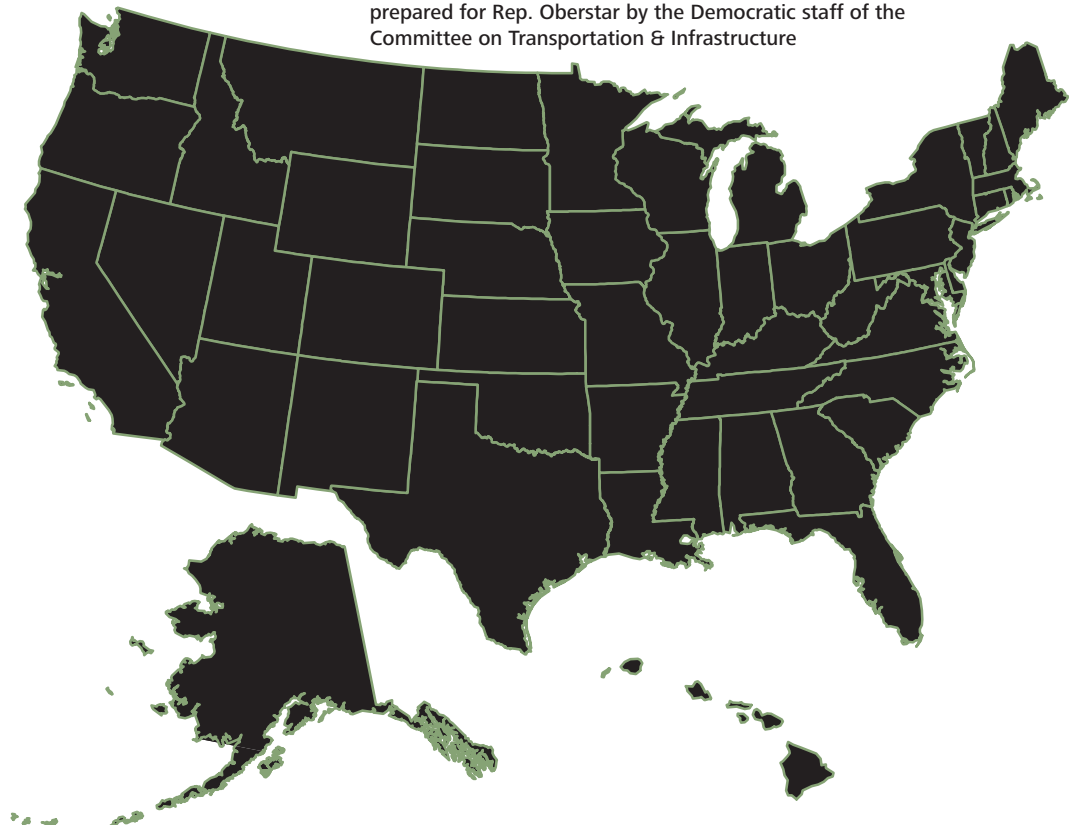 prepared for Rep. Oberstar by the Democratic staff of the
Committee on Transportation & Infrastructure